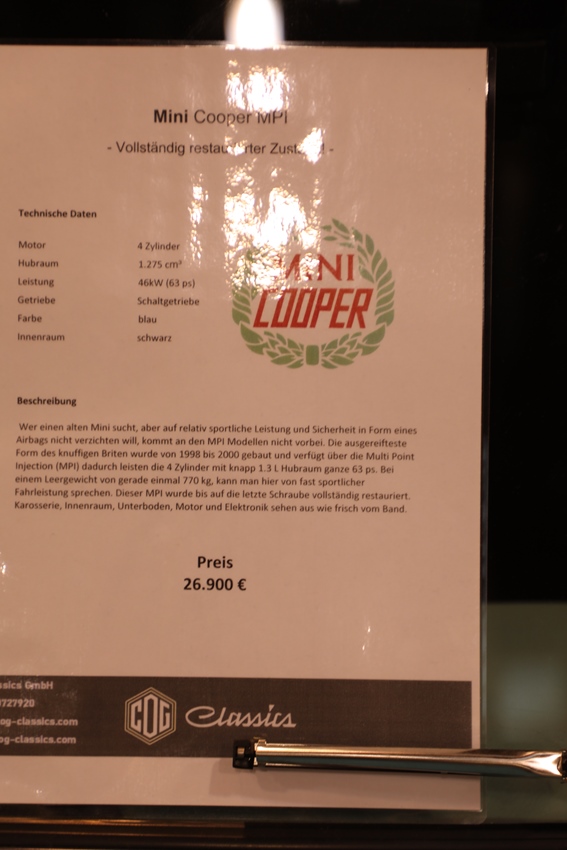 Mini Cooper MPI
- Vollständig restaurierter Zustand! -
Technische Daten
Motor 4 Zylinder
Hubraum 1.275 cm³
Leistung 46kW (63 ps)
Getriebe Schaltgetriebe
Farbe blau
Innenraum schwarz
MINI
COOPER
Beschreibung
Wer einen alten Mini sucht, aber auf relativ sportliche Leistung und Sicherheit in Form eines
Airbags nicht verzichten will, kommt an den MPI Modellen nicht vorbei. Die ausgereifteste
Form des knuffigen Briten wurde von 1998 bis 2000 gebaut und verfügt über die Multi Point
Injection (MPI) dadurch leisten die 4 Zylinder mit knapp 1.3 L Hubraum ganze 63 ps. Bei
einem Leergewicht von gerade einmal 770 kg, kann man hier von fast sportlicher
Fahrleistung sprechen. Dieser MPI wurde bis auf die letzte Schraube vollständig restauriert.
Karosserie, Innenraum, Unterboden, Motor und Elektronik sehen aus wie frisch vom Band.
Preis
26.900 €
ssics GmbH
727920
og-classics.com
og-classics.com
COG Classics